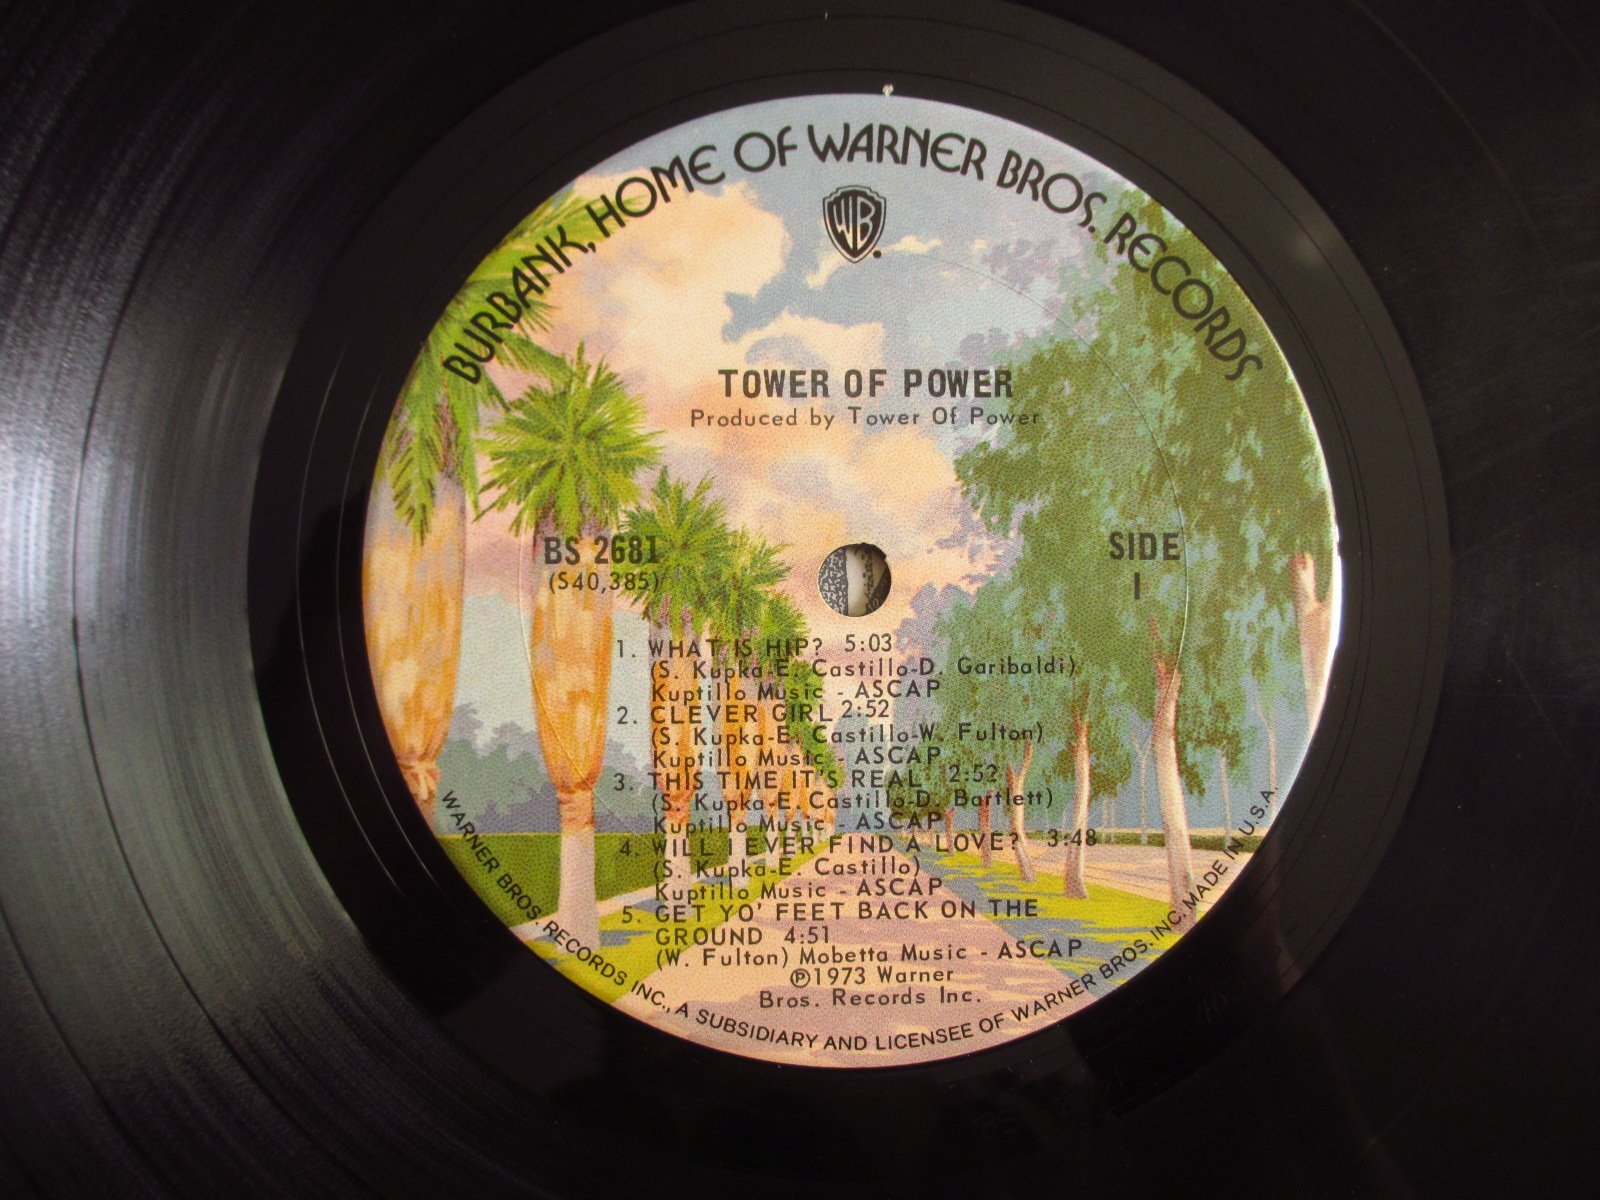 BURBANK, HOME OF WARNER BROS. RECORDS
WB
TOWER OF POWER
Produced by Tower Of Power
BS 2681
(S40,385)
SIDE
1
1. WHAT IS HIP? 5:03
(S. Kupka-E. Castillo-D. Garibaldi)
Kuptillo Music - ASCAP
2. CLEVER GIRL 2:52
(S. Kupka-E. Castillo-W. Fulton)
Kuptillo Music - ASCAP
3. THIS TIME IT'S REAL 2:52
(S. Kupka-E. Castillo-D. Bartlett)
Kuptillo Music - ASCAP
4. WILL I EVER FIND A LOVE? 3:48
(S. Kupka-E. Castillo)
Kuptillo Music - ASCAP
5. GET YO' FEET BACK ON THE
GROUND 4:51
(W. Fulton) Mobetta Music - ASCAP
℗1973 Warner
Bros. Records Inc.
WARNER BROS. RECORDS INC., A SUBSIDIARY AND LICENSEE OF WARNER BROS. INC. MADE IN U.S.A.